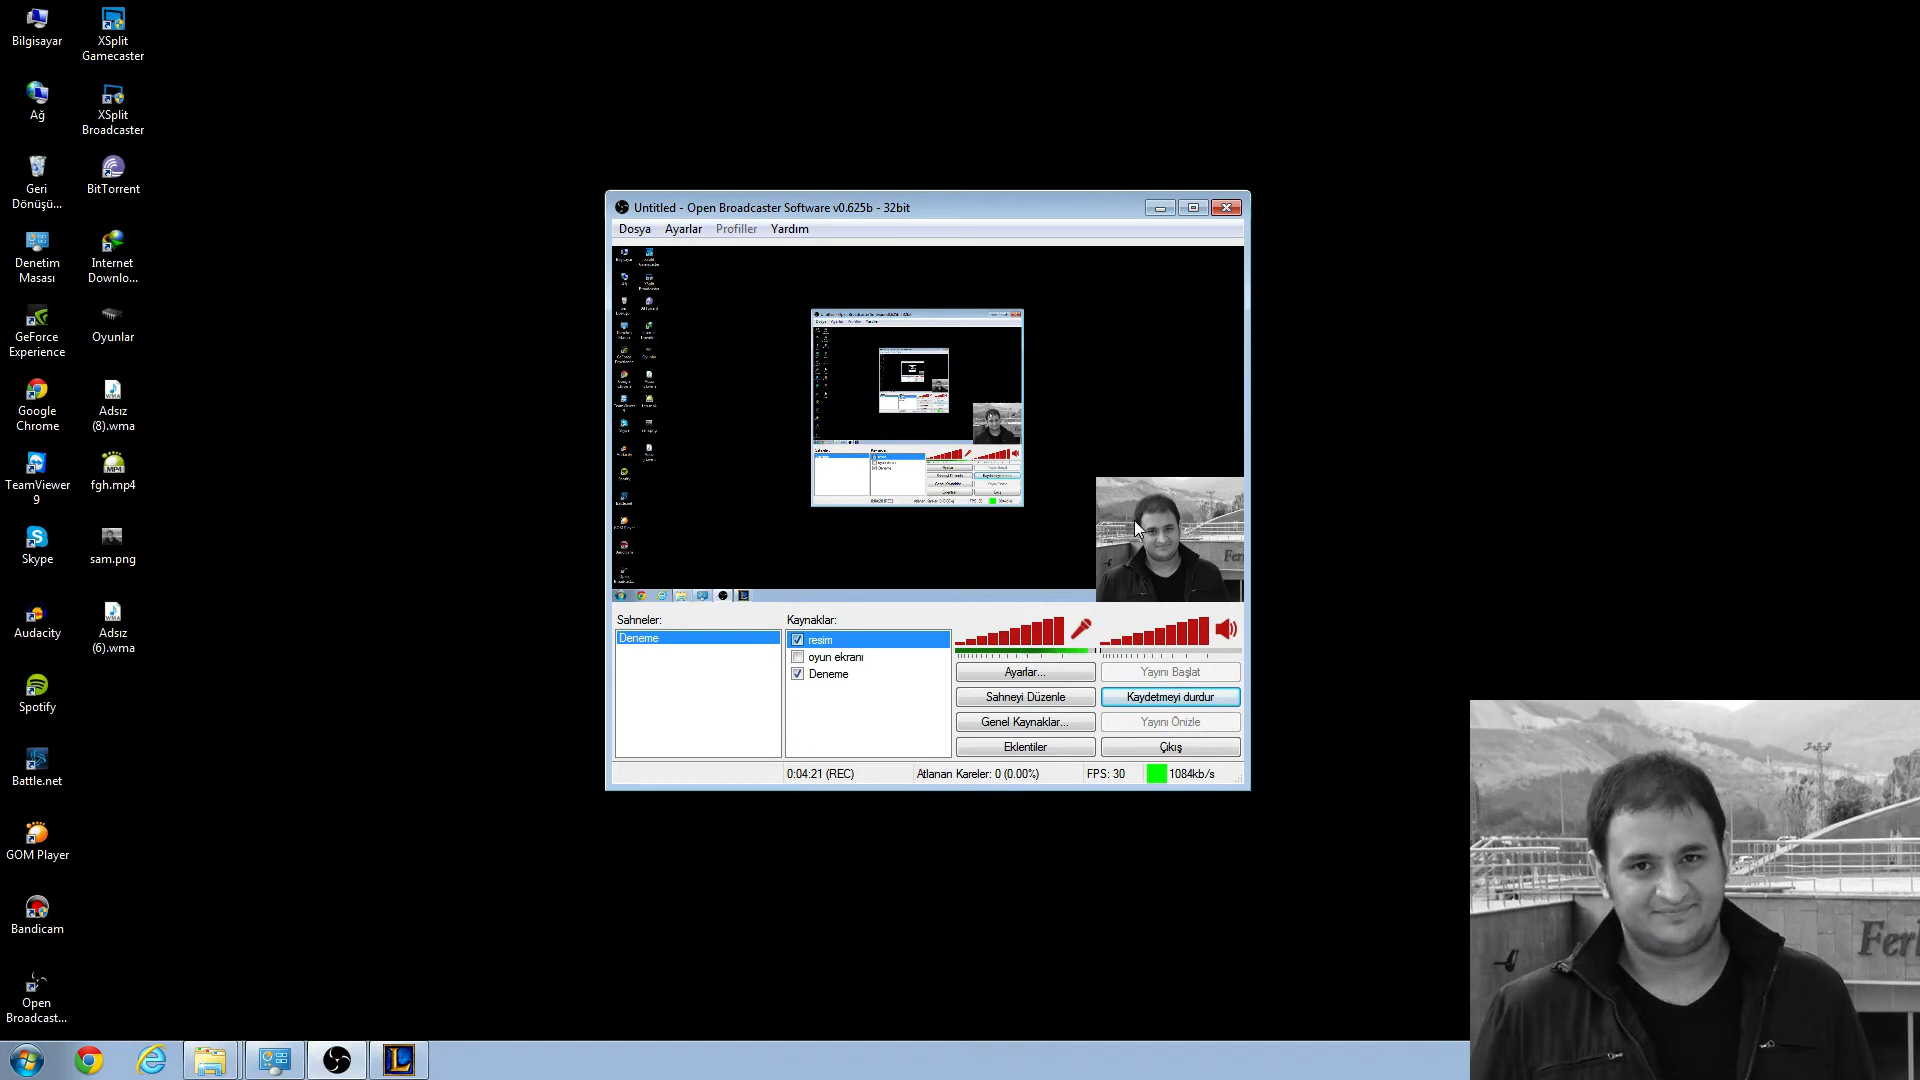 Bilgisayar
XSplit
Gamecaster
Ağ
XSplit
Broadcaster
Geri
Dönüşü...
BitTorrent
Denetim
Masası
Internet
Downlo...
GeForce
Experience
Oyunlar
Google
Chrome
Adsız
(8).wma
TeamViewer
9
fgh.mp4
Skype
sam.png
Audacity
Adsız
(6).wma
Spotify
Battle.net
GOM Player
Bandicam
Open
Broadcast...
Untitled - Open Broadcaster Software v0.625b - 32bit
Dosya Ayarlar Profiller Yardım
Sahneler:
Deneme
Kaynaklar:
resim
oyun ekranı
Deneme
Ayarlar... Yayını Başlat
Sahneyi Düzenle Kaydetmeyi durdur
Genel Kaynaklar... Yayını Önizle
Eklentiler Çıkış
0:04:21 (REC) Atlanan Kareler: 0 (0.00%) FPS: 30 1084kb/s